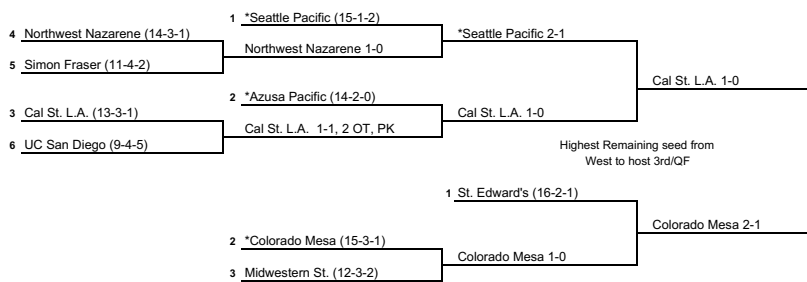 1 *Seattle Pacific (15-1-2)
4 Northwest Nazarene (14-3-1)
*Seattle Pacific 2-1
Northwest Nazarene 1-0
5 Simon Fraser (11-4-2)
Cal St. L.A. 1-0
2 *Azusa Pacific (14-2-0)
3 Cal St. L.A. (13-3-1)
Cal St. L.A. 1-0
Cal St. L.A. 1-1, 2 OT, PK
6 UC San Diego (9-4-5)
Highest Remaining seed from
West to host 3rd/QF
1 St. Edward's (16-2-1)
Colorado Mesa 2-1
2 *Colorado Mesa (15-3-1)
Colorado Mesa 1-0
3 Midwestern St. (12-3-2)